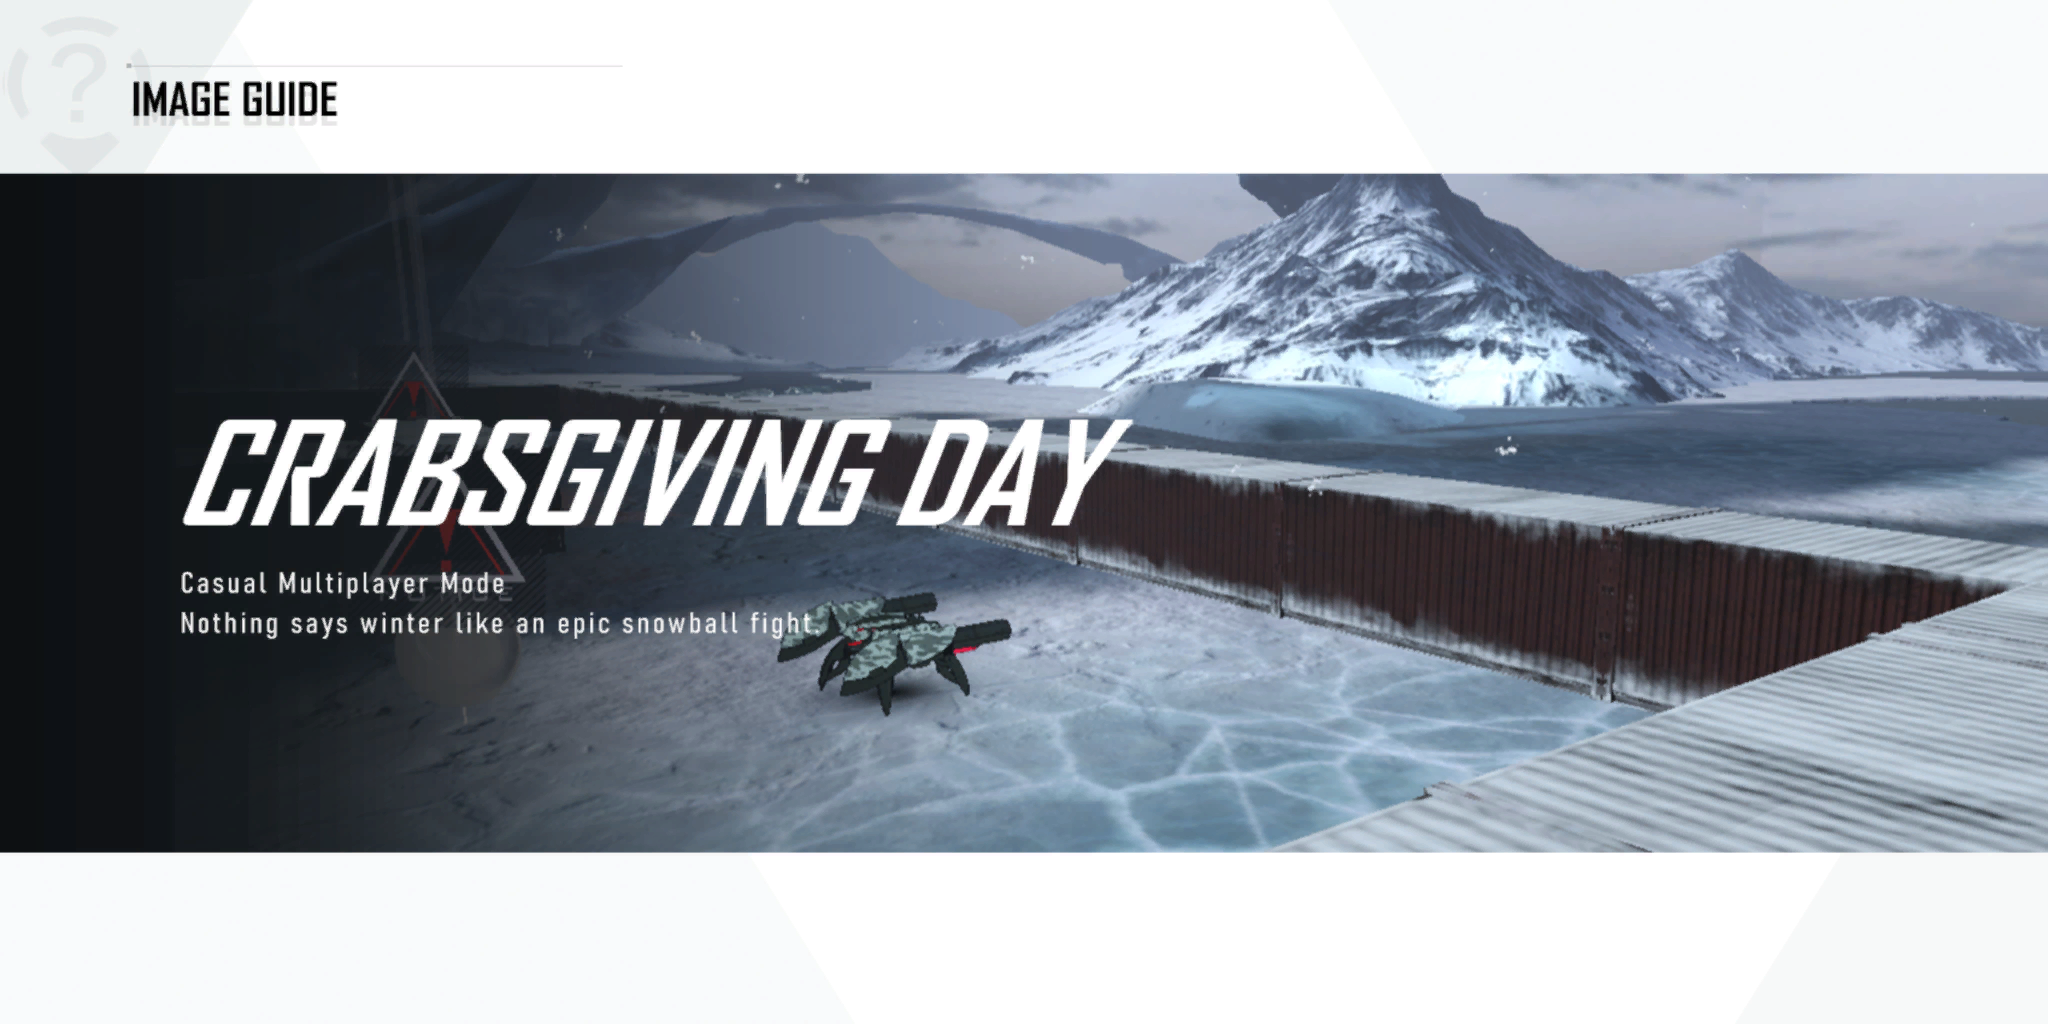 IMAGE GUIDE
CRABSGIVING DAY
Casual Multiplayer Mode
Nothing says winter like an epic snowball fight.